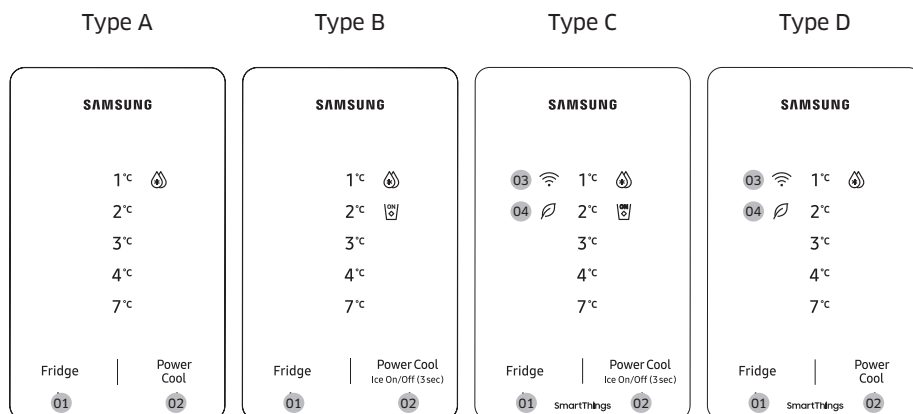 Type A
Type B
Type C
Type D
SAMSUNG
1°C
2°C
3°C
4°C
7°C
Fridge
Power
Cool
01
02
SAMSUNG
1°C
2°C
ON
3°C
4°C
7°C
Fridge
Power Cool
Ice On/Off (3 sec)
01
02
SAMSUNG
03
1°C
04
2°C
ON
3°C
4°C
7°C
Fridge
Power Cool
Ice On/Off (3 sec)
01
SmartThings
02
SAMSUNG
03
1°C
04
2°C
3°C
4°C
7°C
Fridge
Power
Cool
01
SmartThings
02